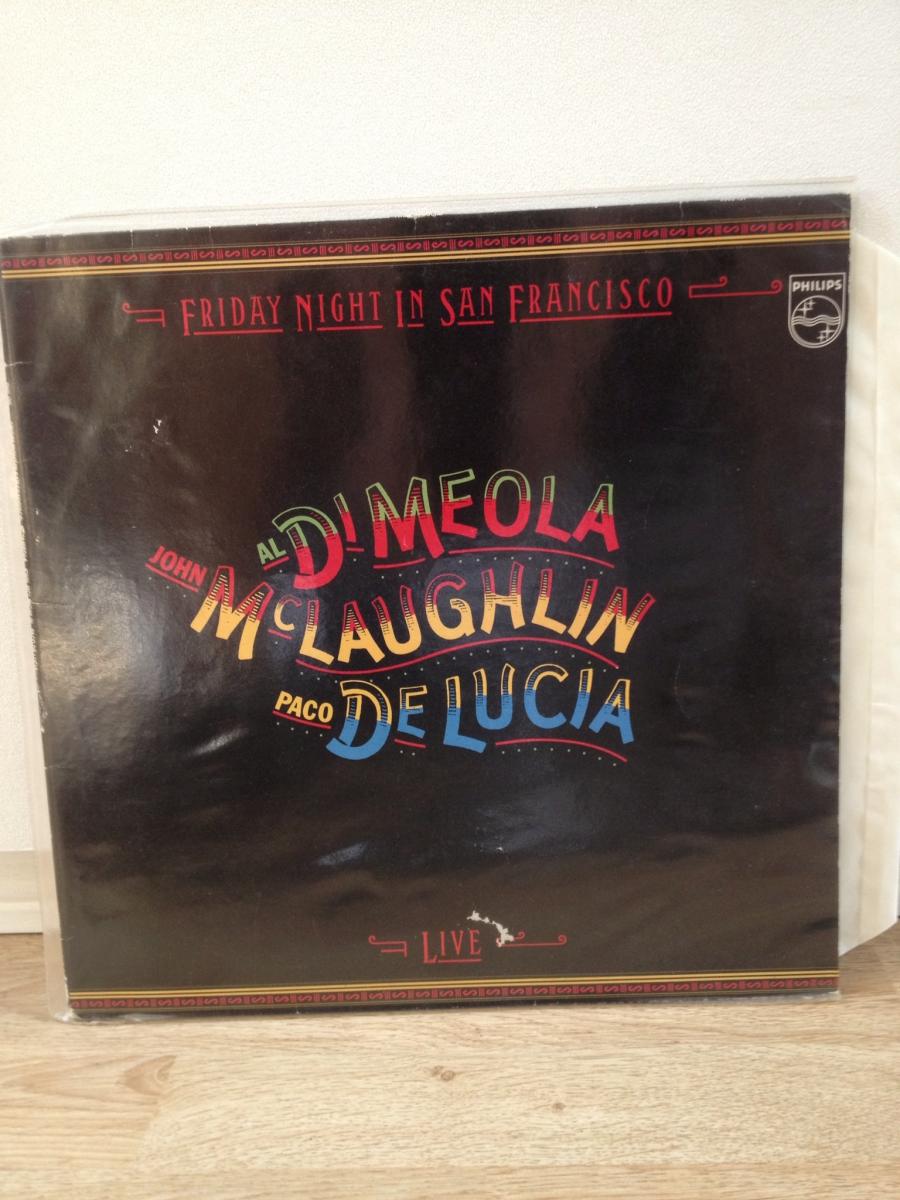 FRIDAY NIGHT IN SAN FRANCISCO
PHILIPS
AL DI MEOLA
JOHN MCLAUGHLIN
PACO DE LUCIA
LIVE